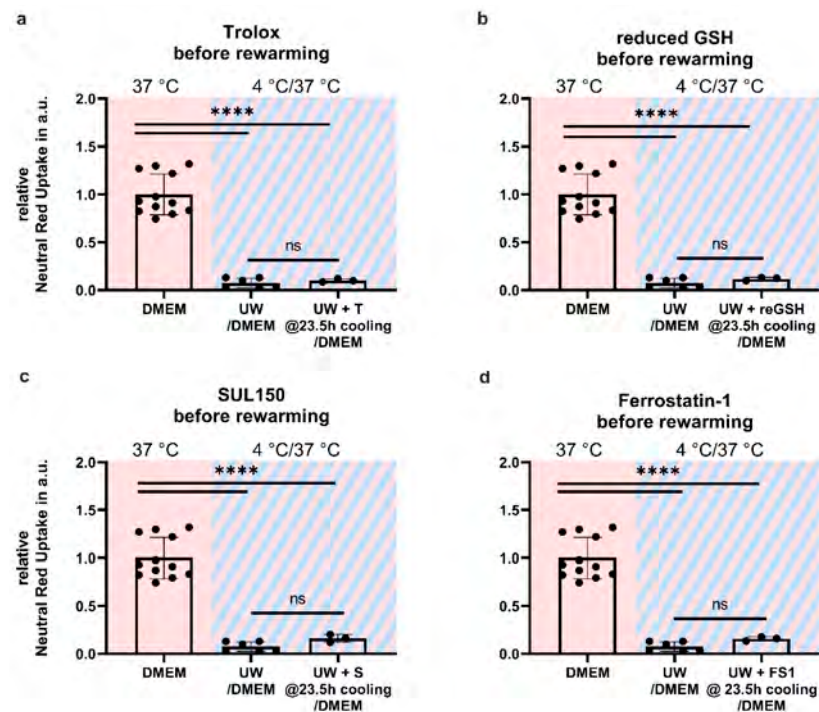 a
Trolox
before rewarming
37 °C
4 °C/37 °C
****
ns
2.0
1.5
1.0
0.5
0.0
relative
Neutral Red Uptake in a.u.
DMEM
UW
/DMEM
UW + T
@23.5h cooling
/DMEM
b
reduced GSH
before rewarming
37 °C
4 °C/37 °C
****
ns
2.0
1.5
1.0
0.5
0.0
DMEM
UW
/DMEM
UW + reGSH
@23.5h cooling
/DMEM
c
SUL150
before rewarming
37 °C
4 °C/37 °C
****
ns
2.0
1.5
1.0
0.5
0.0
relative
Neutral Red Uptake in a.u.
DMEM
UW
/DMEM
UW + S
@23.5h cooling
/DMEM
d
Ferrostatin-1
before rewarming
37 °C
4 °C/37 °C
****
ns
2.0
1.5
1.0
0.5
0.0
DMEM
UW
/DMEM
UW + FS1
@ 23.5h cooling
/DMEM